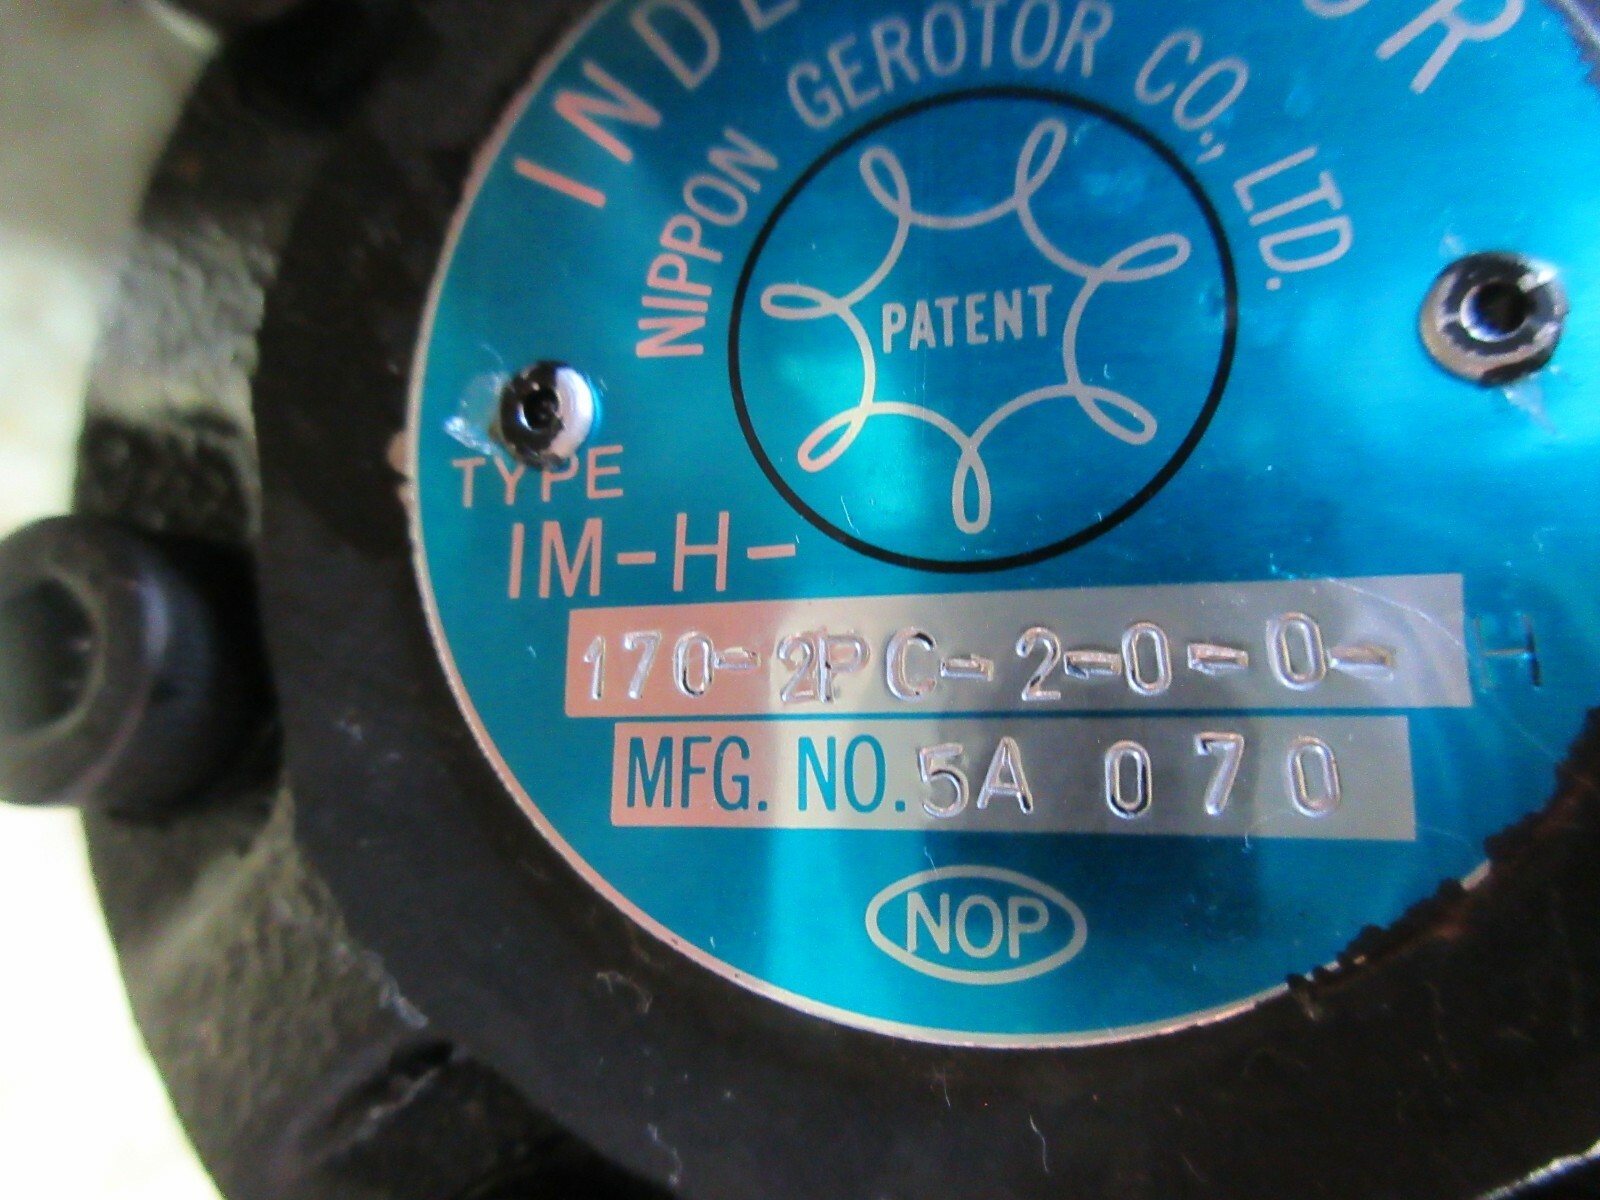 NIPPON GEROTOR CO., LTD.
PATENT
TYPE
IM-H-
170-2PC-2-0-0-H
MFG. NO. 5A 070
NOP